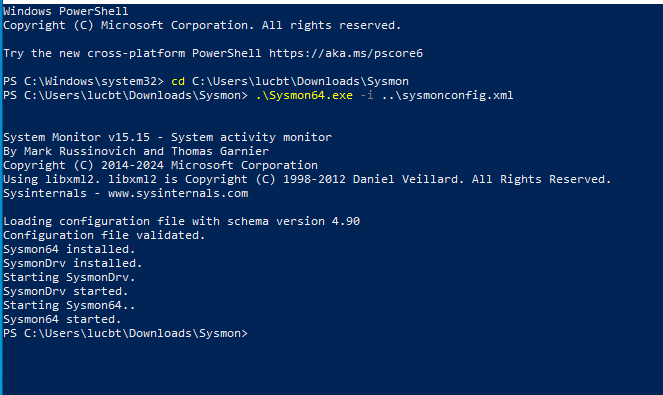 Windows PowerShell
Copyright (C) Microsoft Corporation. All rights reserved.
Try the new cross-platform PowerShell https://aka.ms/pscore6
PS C:\Windows\system32> cd C:\Users\lucbt\Downloads\Sysmon
PS C:\Users\lucbt\Downloads\Sysmon> .\Sysmon64.exe -i ..\sysmonconfig.xml
System Monitor v15.15 - System activity monitor
By Mark Russinovich and Thomas Garnier
Copyright (C) 2014-2024 Microsoft Corporation
Using libxml2. libxml2 is Copyright (C) 1998-2012 Daniel Veillard. All Rights Reserved.
Sysinternals - www.sysinternals.com
Loading configuration file with schema version 4.90
Configuration file validated.
Sysmon64 installed.
SysmonDrv installed.
Starting SysmonDrv.
SysmonDrv started.
Starting Sysmon64..
Sysmon64 started.
PS C:\Users\lucbt\Downloads\Sysmon>